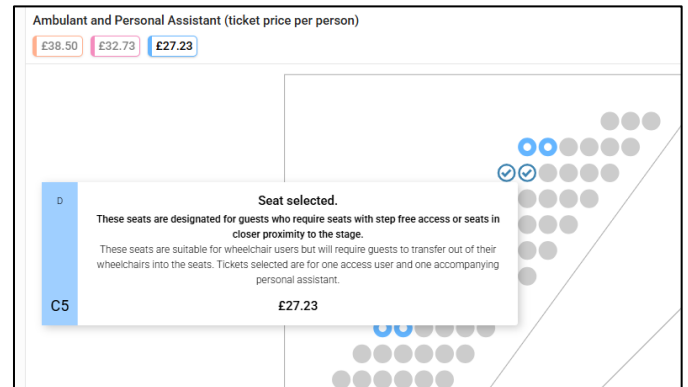 Ambulant and Personal Assistant (ticket price per person)
£38.50 £32.73 £27.23
D
Seat selected.
These seats are designated for guests who require seats with step free access or seats in
closer proximity to the stage.
These seats are suitable for wheelchair users but will require guests to transfer out of their
wheelchairs into the seats. Tickets selected are for one access user and one accompanying
personal assistant.
C5
£27.23